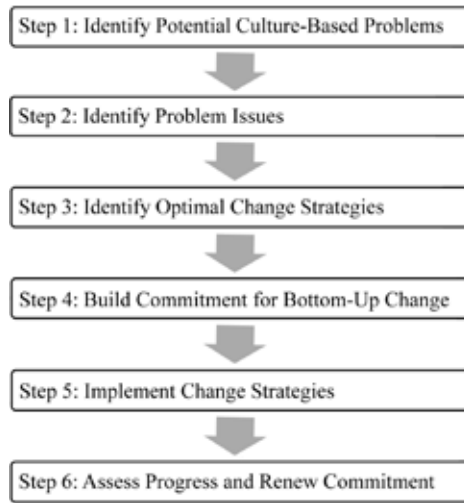 Step 1: Identify Potential Culture-Based Problems
Step 2: Identify Problem Issues
Step 3: Identify Optimal Change Strategies
Step 4: Build Commitment for Bottom-Up Change
Step 5: Implement Change Strategies
Step 6: Assess Progress and Renew Commitment